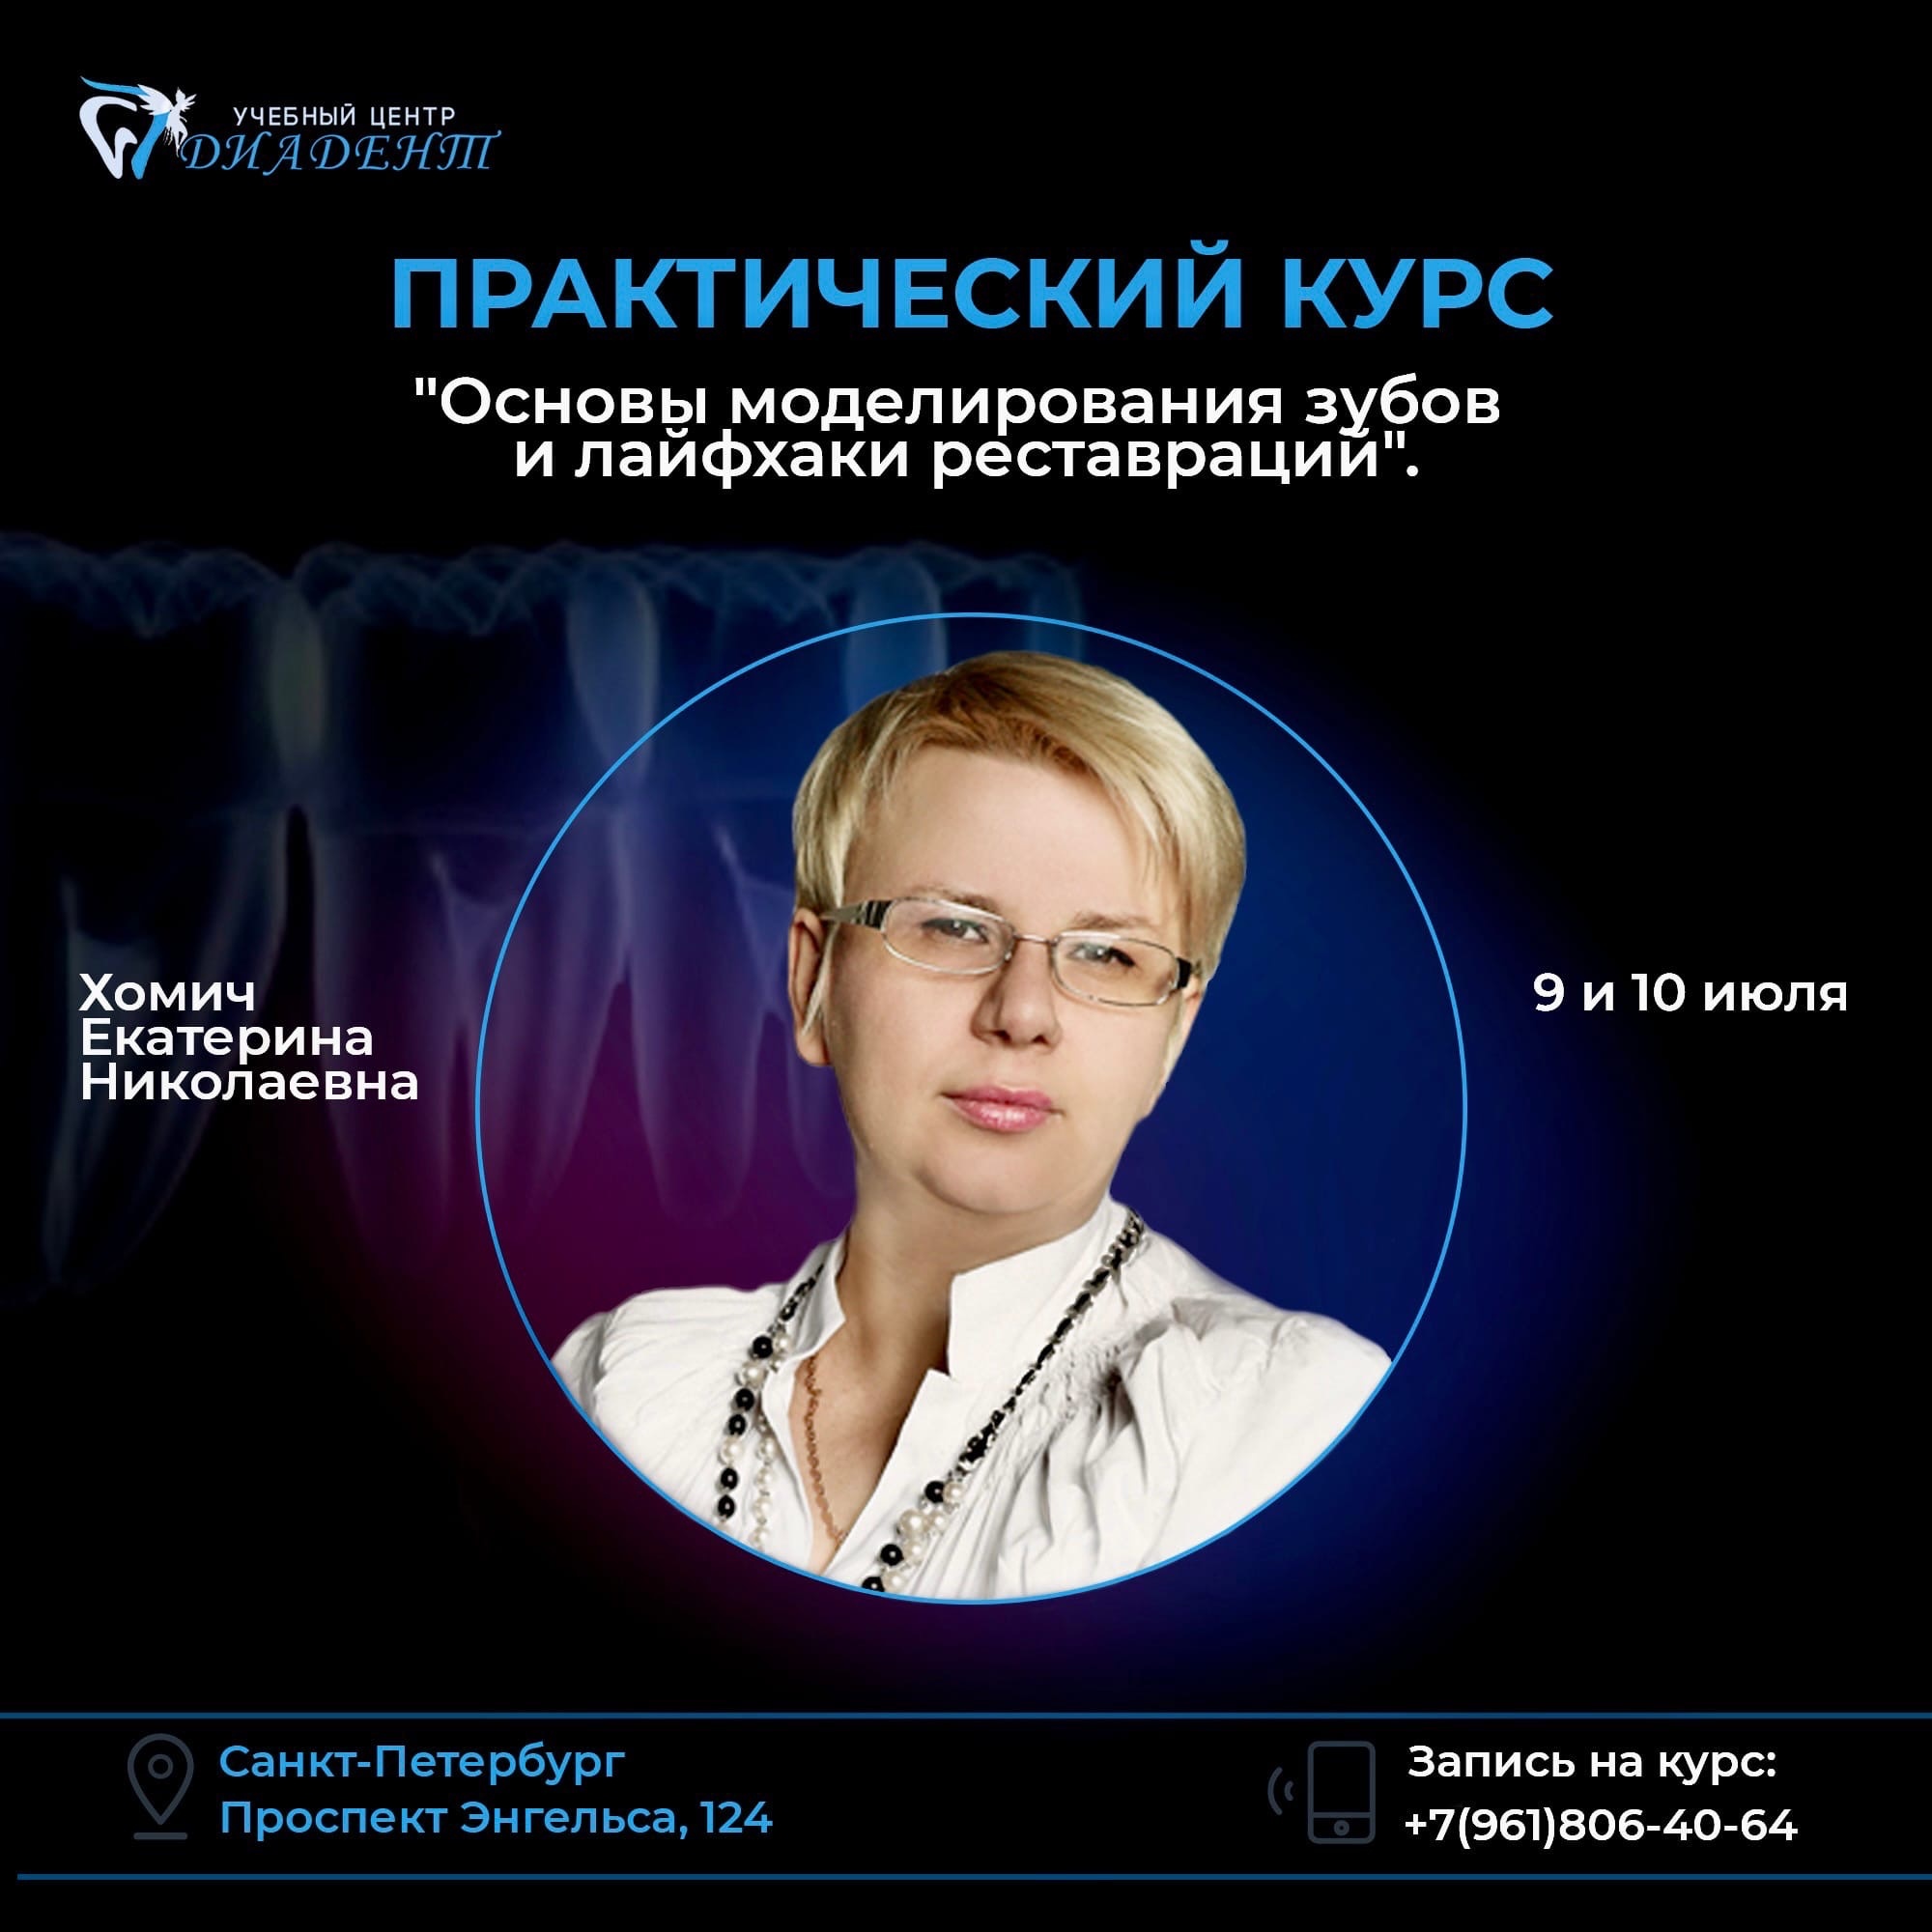 УЧЕБНЫЙ ЦЕНТР
ДИАДЕНТ
ПРАКТИЧЕСКИЙ КУРС
"Основы моделирования зубов
и лайфхаки реставраций".
Хомич
Екатерина
Николаевна
9 и 10 июля
Санкт-Петербург
Проспект Энгельса, 124
Запись на курс:
+7(961)806-40-64